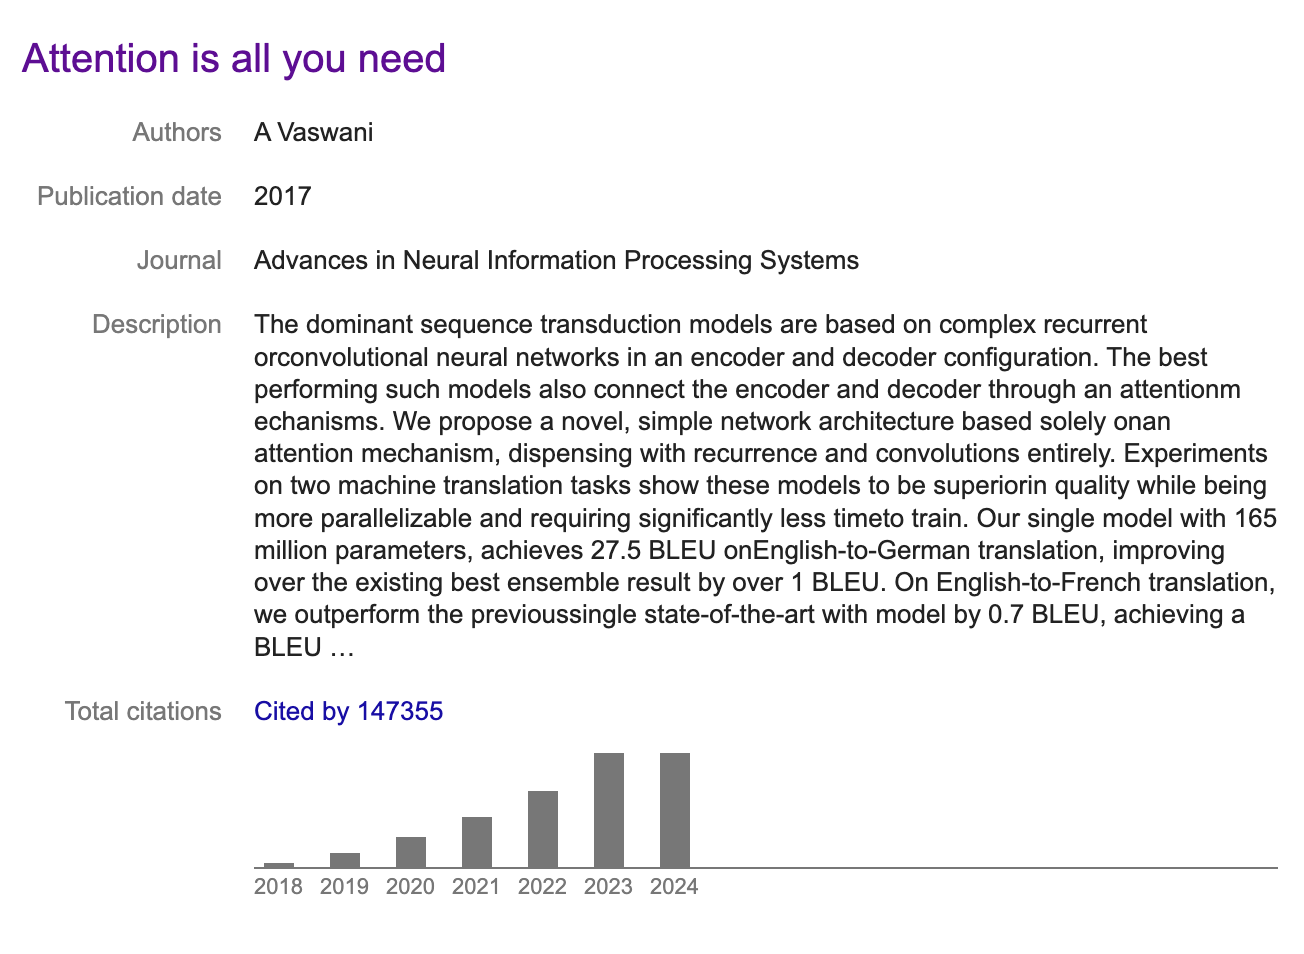 Attention is all you need
Authors A Vaswani
Publication date 2017
Journal Advances in Neural Information Processing Systems
Description The dominant sequence transduction models are based on complex recurrent
orconvolutional neural networks in an encoder and decoder configuration. The best
performing such models also connect the encoder and decoder through an attentionm
echanisms. We propose a novel, simple network architecture based solely onan
attention mechanism, dispensing with recurrence and convolutions entirely. Experiments
on two machine translation tasks show these models to be superiorin quality while being
more parallelizable and requiring significantly less timeto train. Our single model with 165
million parameters, achieves 27.5 BLEU onEnglish-to-German translation, improving
over the existing best ensemble result by over 1 BLEU. On English-to-French translation,
we outperform the previoussingle state-of-the-art with model by 0.7 BLEU, achieving a
BLEU …
Total citations Cited by 147355
2018 2019 2020 2021 2022 2023 2024